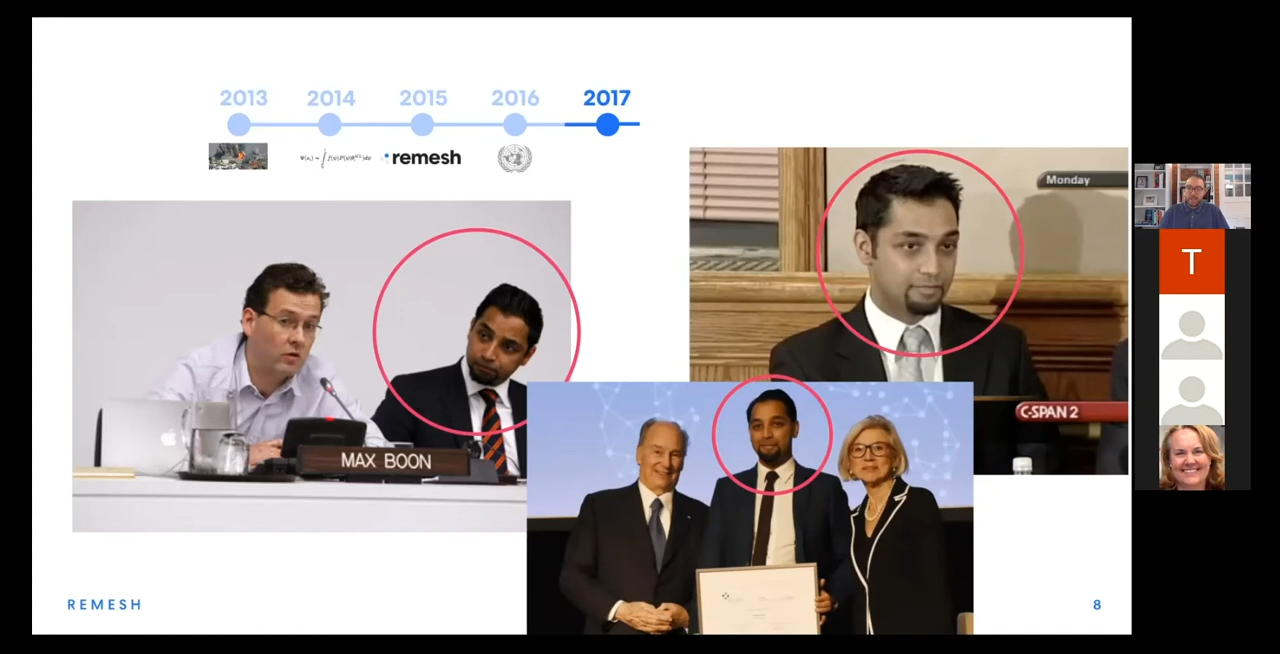 2013 2014 2015 2016 2017
remesh
Monday
C-SPAN 2
MAX BOON
REMESH
8
T